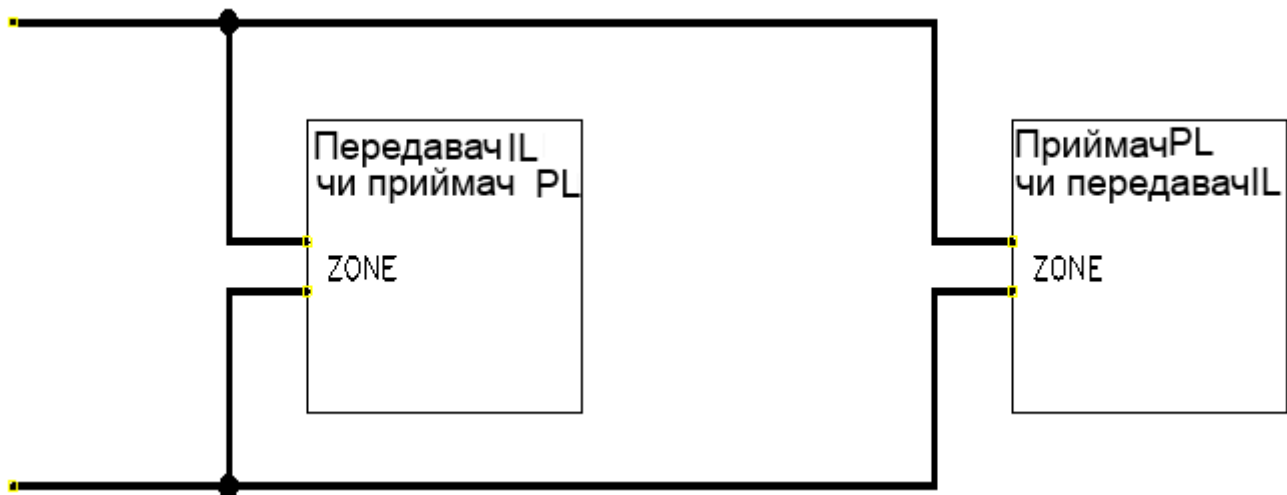 Передавач IL
чи приймач PL
ZONE
ПриймачPL
чи передавачIL
ZONE